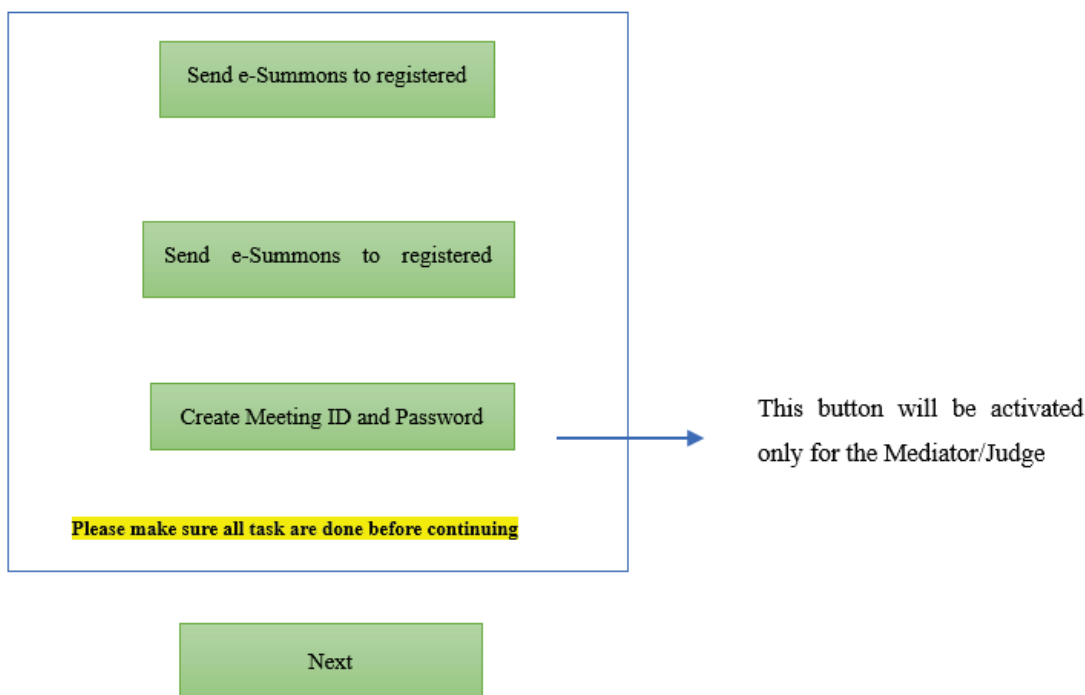 Send e-Summons to registered
Send e-Summons to registered
Create Meeting ID and Password
This button will be activated
only for the Mediator/Judge
Please make sure all task are done before continuing
Next